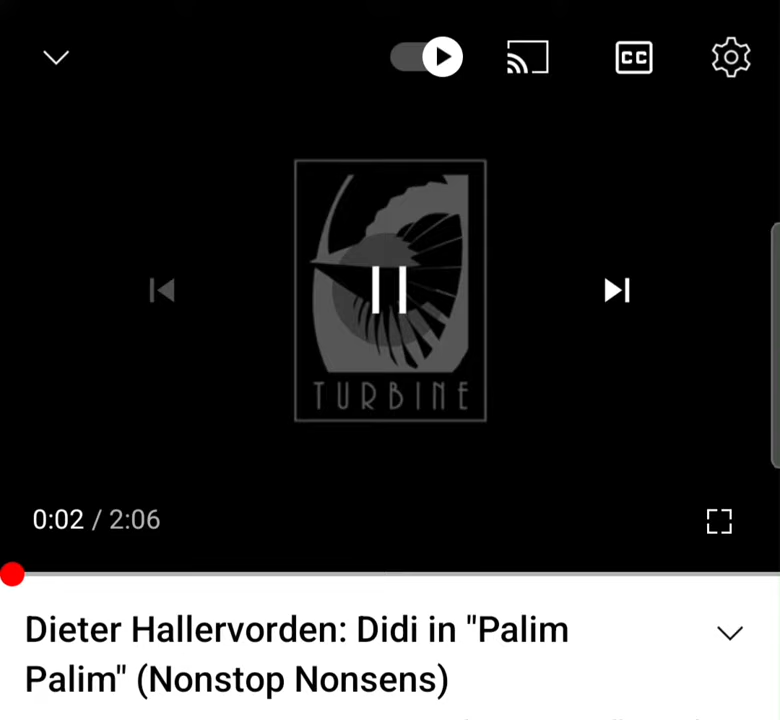 CC
TURBINE
0:02 / 2:06
Dieter Hallervorden: Didi in "Palim
Palim" (Nonstop Nonsens)